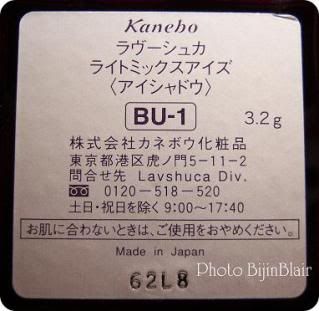 Kanebo
ラヴーシュカ
ライトミックスアイズ
〈アイシャドウ〉
BU-1 3.2g
株式会社カネボウ化粧品
東京都港区虎ノ門5-11-2
問合せ先 Lavshuca Div.
0120-518-520
土日・祝日を除く 9:00~17:40
お肌に合わないときは、ご使用をおやめください。
Made in Japan
62L8
Photo BijinBlair